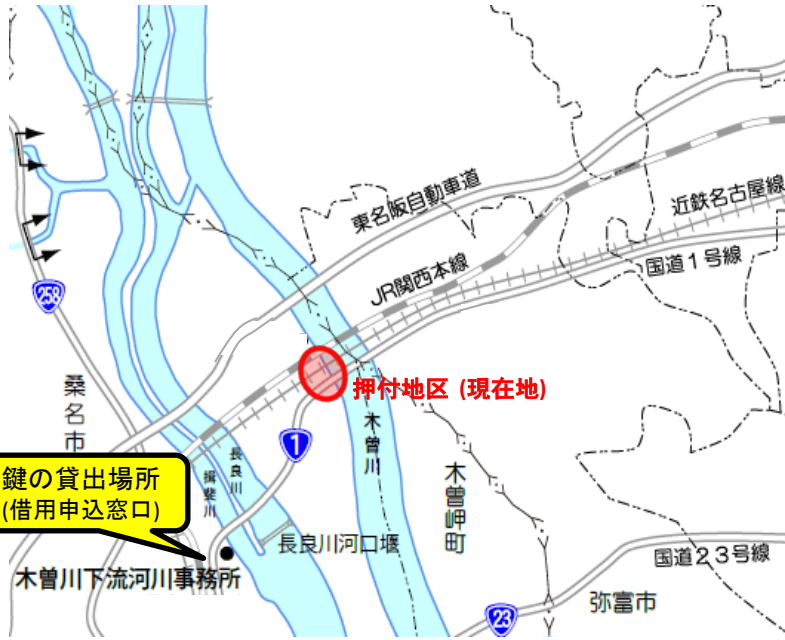 東名阪自動車道
近鉄名古屋線
国道1号線
JR関西本線
258
押付地区 (現在地)
桑名市
木曽川
1
長良川
揖斐川
鍵の貸出場所
(借用申込窓口)
木曽岬町
長良川河口堰
国道23号線
木曽川下流河川事務所
弥富市
23